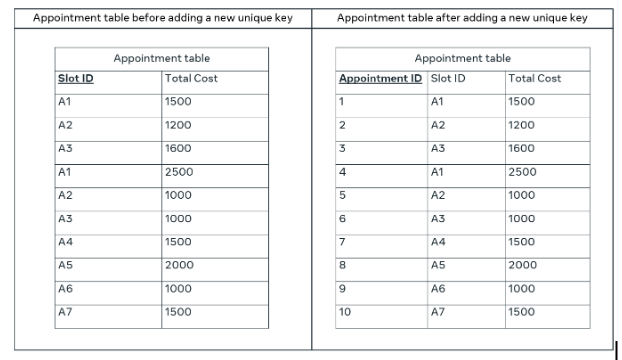 Appointment table before adding a new unique key
Appointment table after adding a new unique key
Appointment table
Slot ID Total Cost
A1 1500
A2 1200
A3 1600
A1 2500
A2 1000
A3 1000
A4 1500
A5 2000
A6 1000
A7 1500
Appointment table
Appointment ID Slot ID Total Cost
1 A1 1500
2 A2 1200
3 A3 1600
4 A1 2500
5 A2 1000
6 A3 1000
7 A4 1500
8 A5 2000
9 A6 1000
10 A7 1500